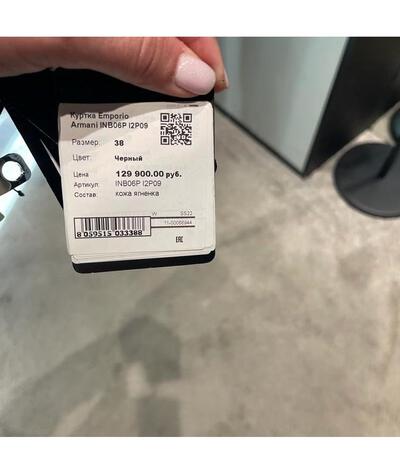 Куртка Emporio
Armani INB06P I2P09
Размер: 38
Цвет: Черный
Цена 129 900.00 руб.
Артикул: INB06P I2P09
Состав: кожа ягненка
W SS22
8 059515 033388
EAC